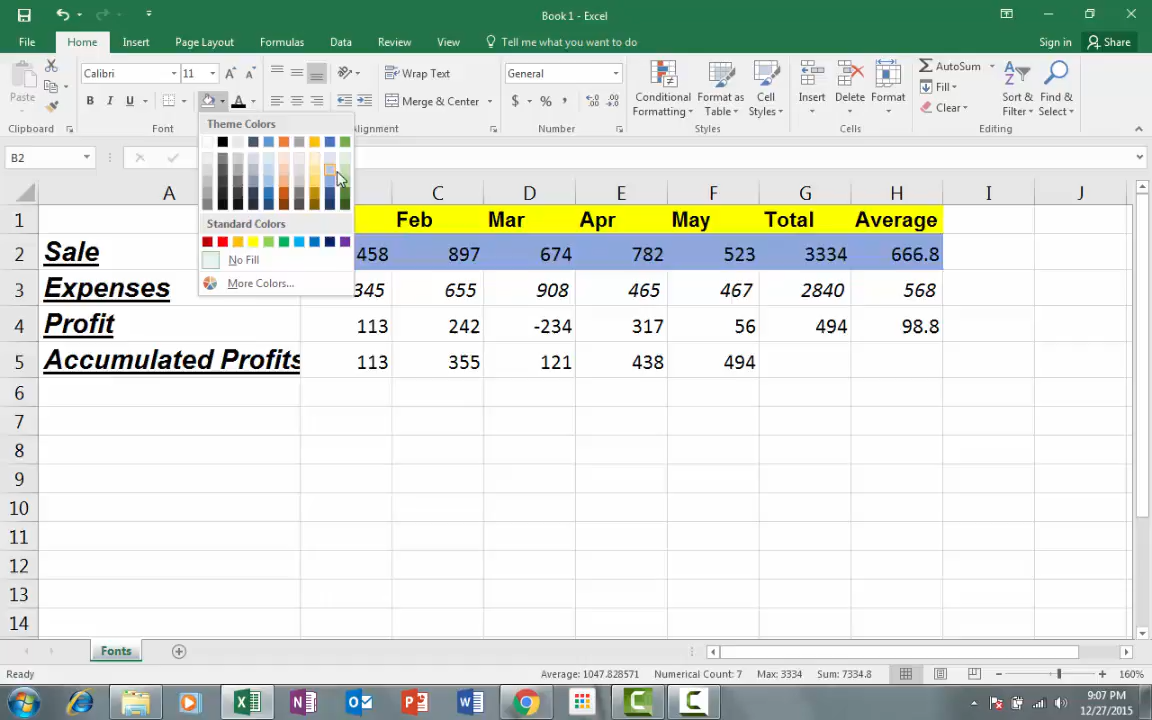 Book 1 - Excel
File Home Insert Page Layout Formulas Data Review View Tell me what you want to do Sign in Share
Paste Calibri 11 Wrap Text General Conditional Formatting Format as Table Cell Styles Insert Delete Format AutoSum Fill Clear Sort & Filter Find & Select
B I U A Merge & Center $ % ,
Clipboard Font Alignment Number Styles Cells Editing
Theme Colors
Standard Colors
No Fill
More Colors...
B2
A C D E F G H I J
1 Feb Mar Apr May Total Average
2 Sale 458 897 674 782 523 3334 666.8
3 Expenses 345 655 908 465 467 2840 568
4 Profit 113 242 -234 317 56 494 98.8
5 Accumulated Profits 113 355 121 438 494
6
7
8
9
10
11
12
13
14
Fonts
Ready Average: 1047.828571 Numerical Count: 7 Max: 3334 Sum: 7334.8 160%
9:07 PM
12/27/2015